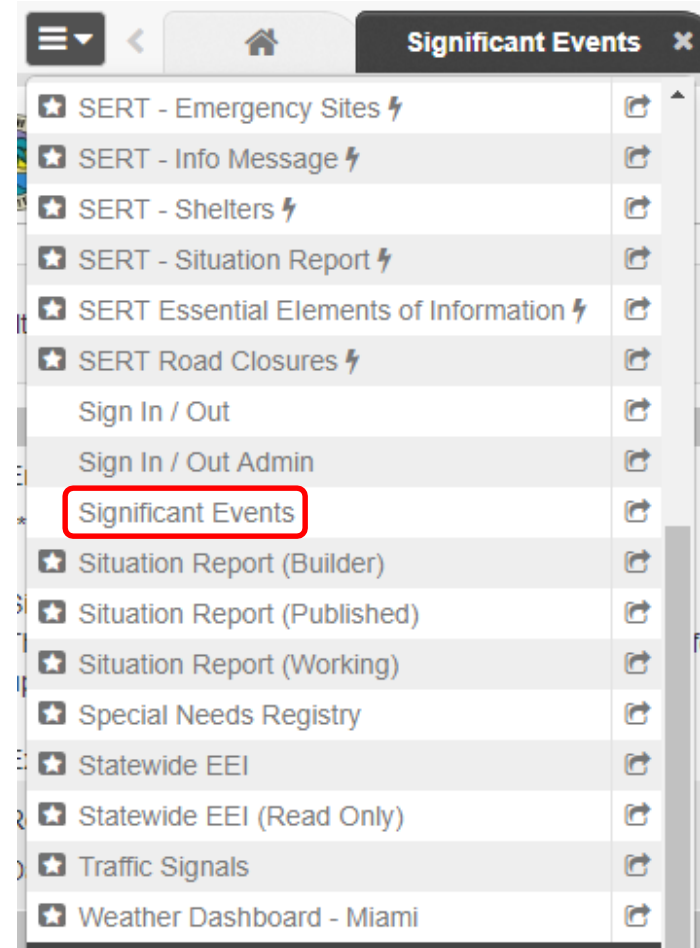 Significant Events
SERT - Emergency Sites
SERT - Info Message
SERT - Shelters
SERT - Situation Report
SERT Essential Elements of Information
SERT Road Closures
Sign In / Out
Sign In / Out Admin
Significant Events
Situation Report (Builder)
Situation Report (Published)
Situation Report (Working)
Special Needs Registry
Statewide EEI
Statewide EEI (Read Only)
Traffic Signals
Weather Dashboard - Miami